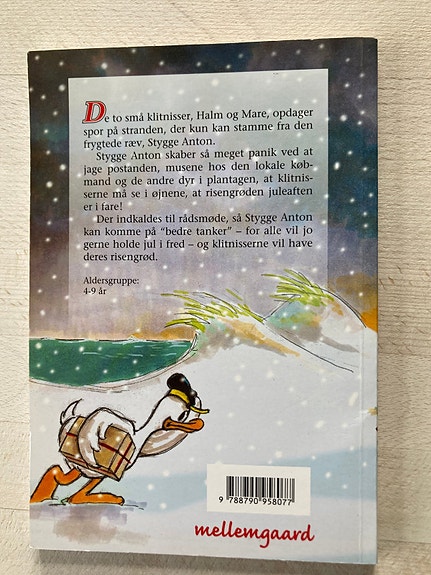 De to små klitnisser, Halm og Mare, opdager
spor på stranden, der kun kan stamme fra den
frygtede ræv, Stygge Anton.
Stygge Anton skaber så meget panik ved at
jage postanden, musene hos den lokale køb-
mand og de andre dyr i plantagen, at klitnis-
serne må se i øjnene, at risengrøden juleaften
er i fare!
Der indkaldes til rådsmøde, så Stygge Anton
kan komme på "bedre tanker" – for alle vil jo
gerne holde jul i fred – og klitnisserne vil have
deres risengrød.
Aldersgruppe:
4-9 år
9 788790 958077
mellemgaard